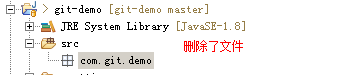 git-demo [git-demo master]
JRE System Library [JavaSE-1.8]
src
删除了文件
com.git.demo